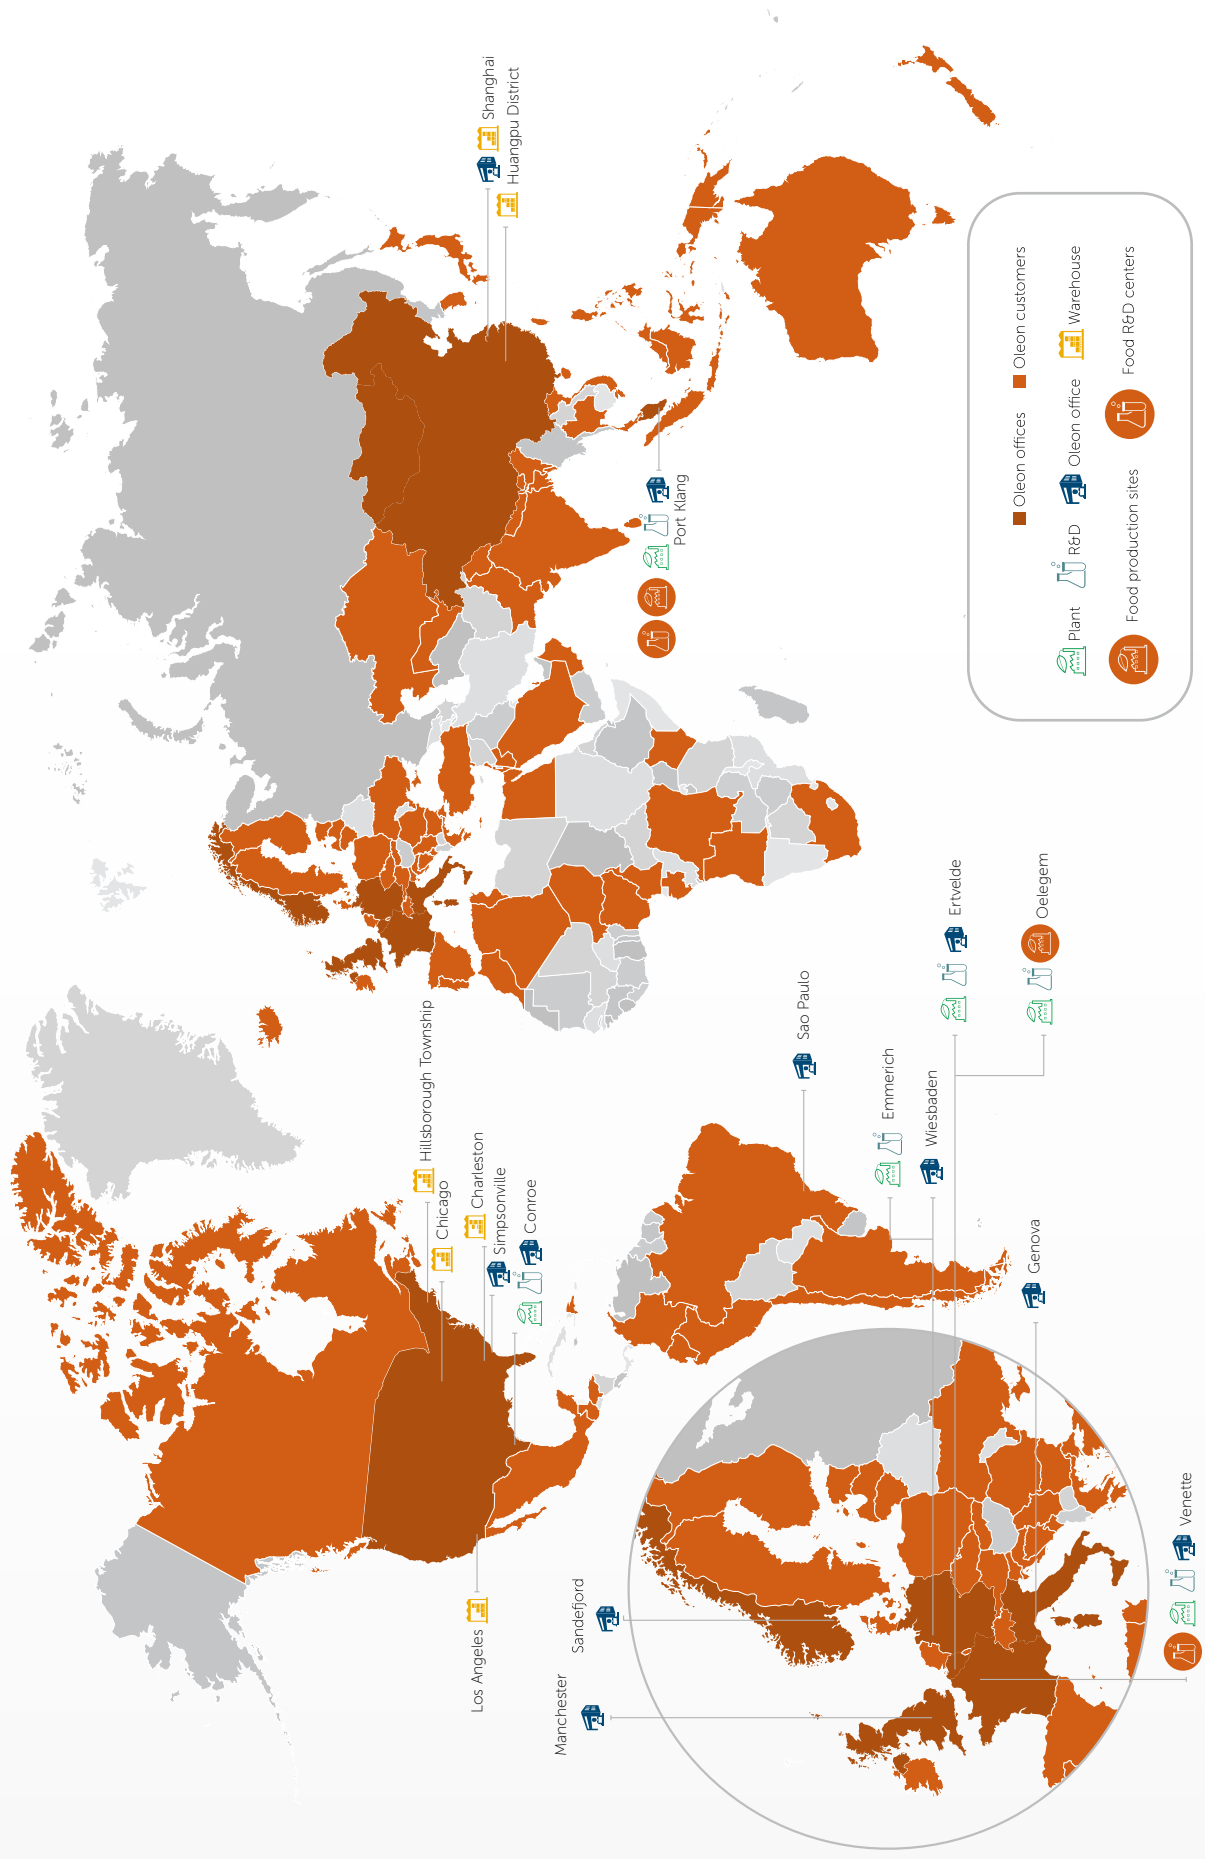 Manchester
Sandefjord
Los Angeles
Hillsborough Township
Chicago
Charleston
Simpsonville
Conroe
Shanghai
Huangpu District
Port Klang
Sao Paulo
Emmerich
Wiesbaden
Ertvelde
Oelegem
Genova
Venette
Oleon offices
Oleon customers
Plant
R&D
Oleon office
Warehouse
Food production sites
Food R&D centers